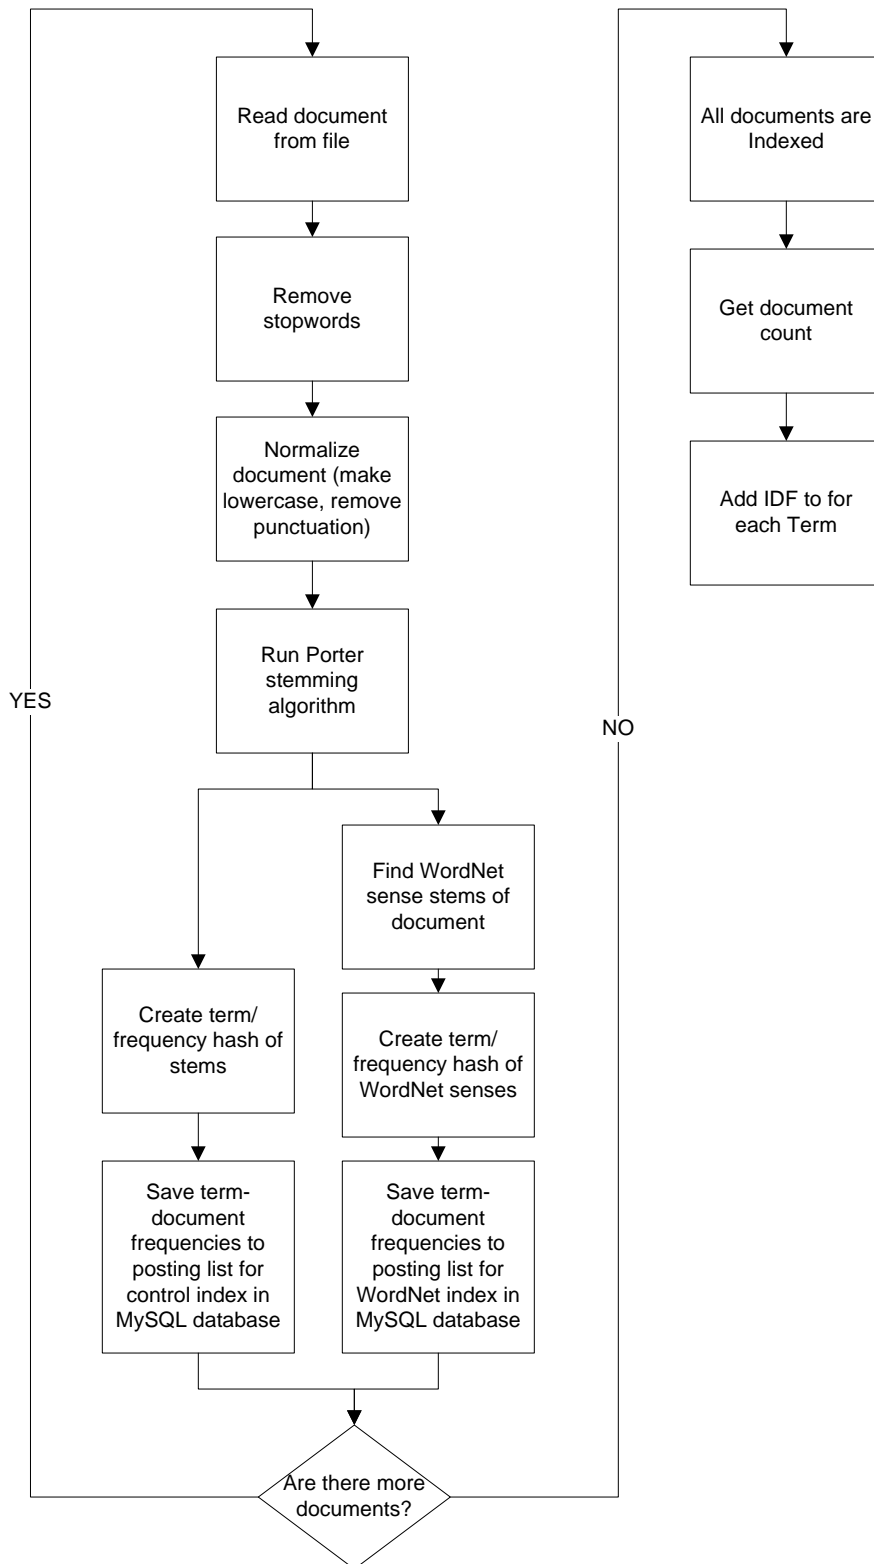 Read document
from file
Remove
stopwords
Normalize
document (make
lowercase, remove
punctuation)
Run Porter
stemming
algorithm
YES
Find WordNet
sense stems of
document
Create term/
frequency hash of
stems
Create term/
frequency hash of
WordNet senses
Save term-
document
frequencies to
posting list for
control index in
MySQL database
Save term-
document
frequencies to
posting list for
WordNet index in
MySQL database
Are there more
documents?
NO
All documents are
Indexed
Get document
count
Add IDF to for
each Term